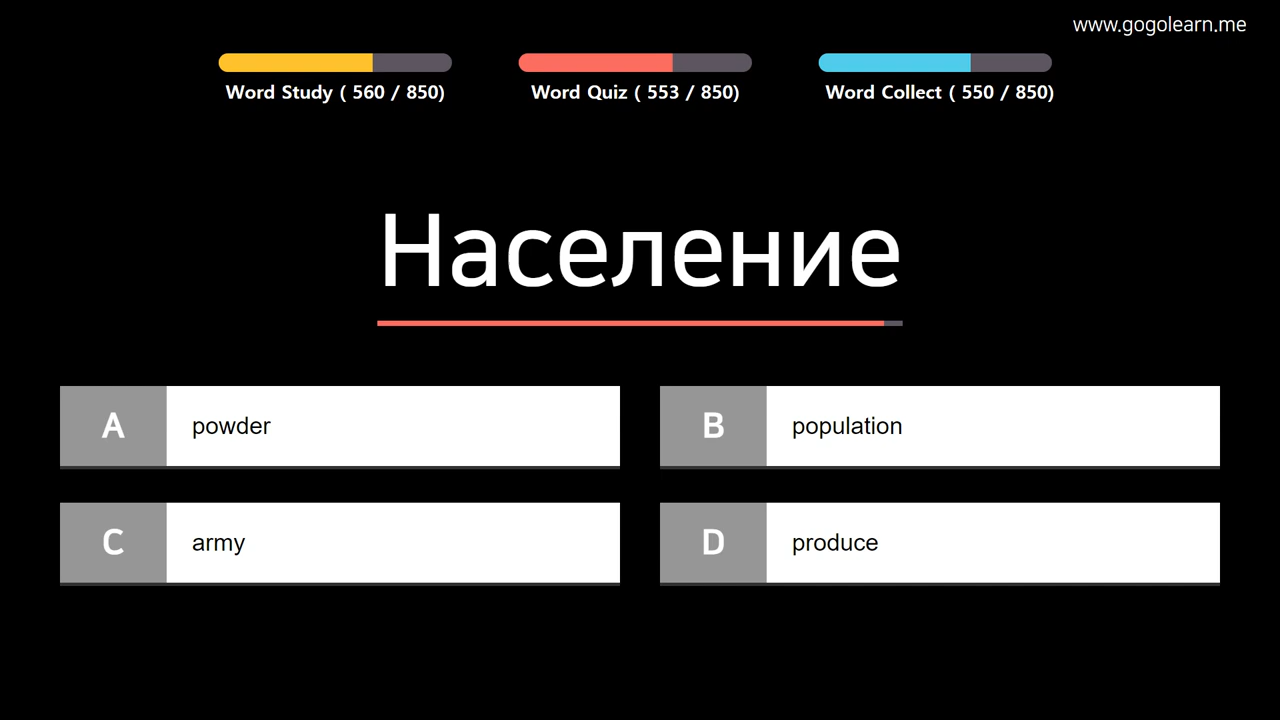 www.gogolearn.me
Word Study ( 560 / 850)
Word Quiz ( 553 / 850)
Word Collect ( 550 / 850)
Население
A powder
B population
C army
D produce